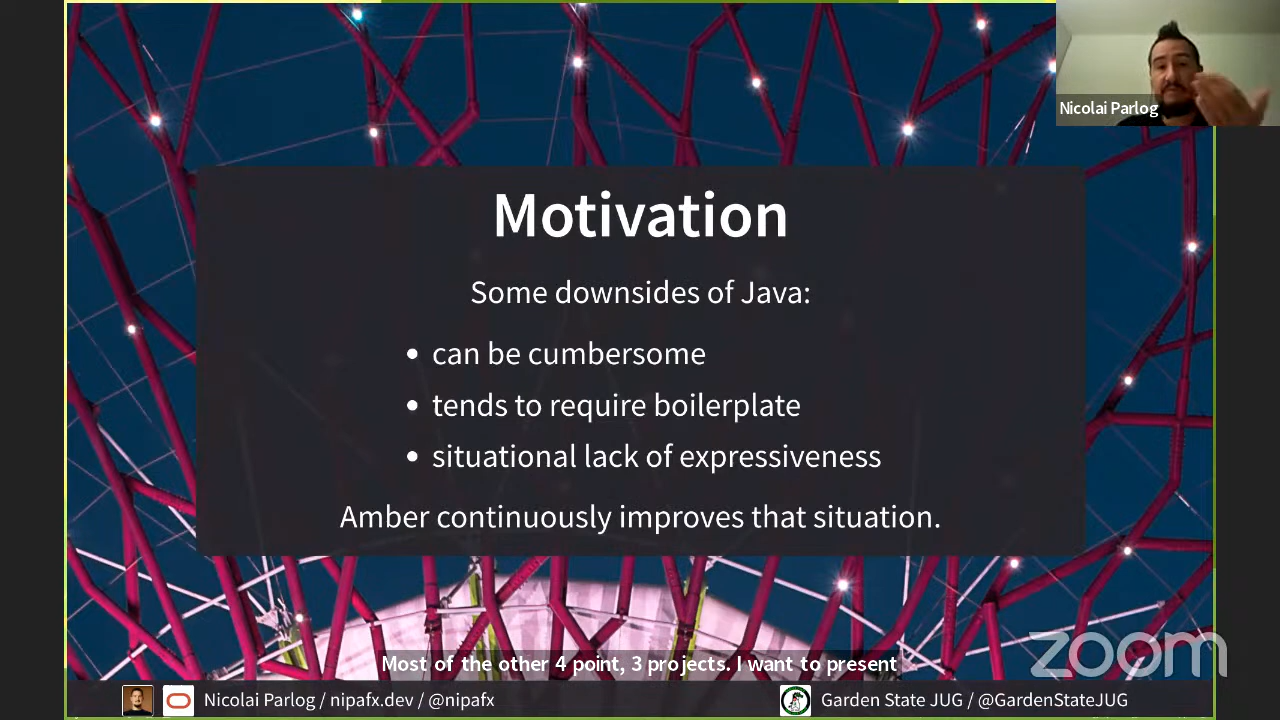 Nicolai Parlog
Motivation
Some downsides of Java:
• can be cumbersome
• tends to require boilerplate
• situational lack of expressiveness
Amber continuously improves that situation.
Most of the other 4 point, 3 projects. I want to present
zoom
Nicolai Parlog / nipafx.dev / @nipafx
Garden State JUG / @GardenStateJUG